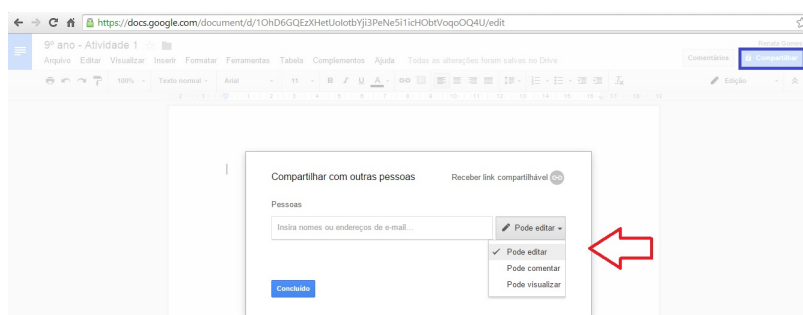 https://docs.google.com/document/d/1OhD6GQEzXHetUolotbYji3PeNe5i1icHObtVoqoOQ4U/edit
9º ano - Atividade 1
Arquivo Editar Visualizar Inserir Formatar Ferramentas Tabela Complementos Ajuda Todas as alterações foram salvas no Drive
Comentários Compartilhar
100% Texto normal Arial 11 B I U A Edição
Compartilhar com outras pessoas Receber link compartilhável
Pessoas
Insira nomes ou endereços de e-mail... Pode editar
Pode editar
Pode comentar
Pode visualizar
Concluído